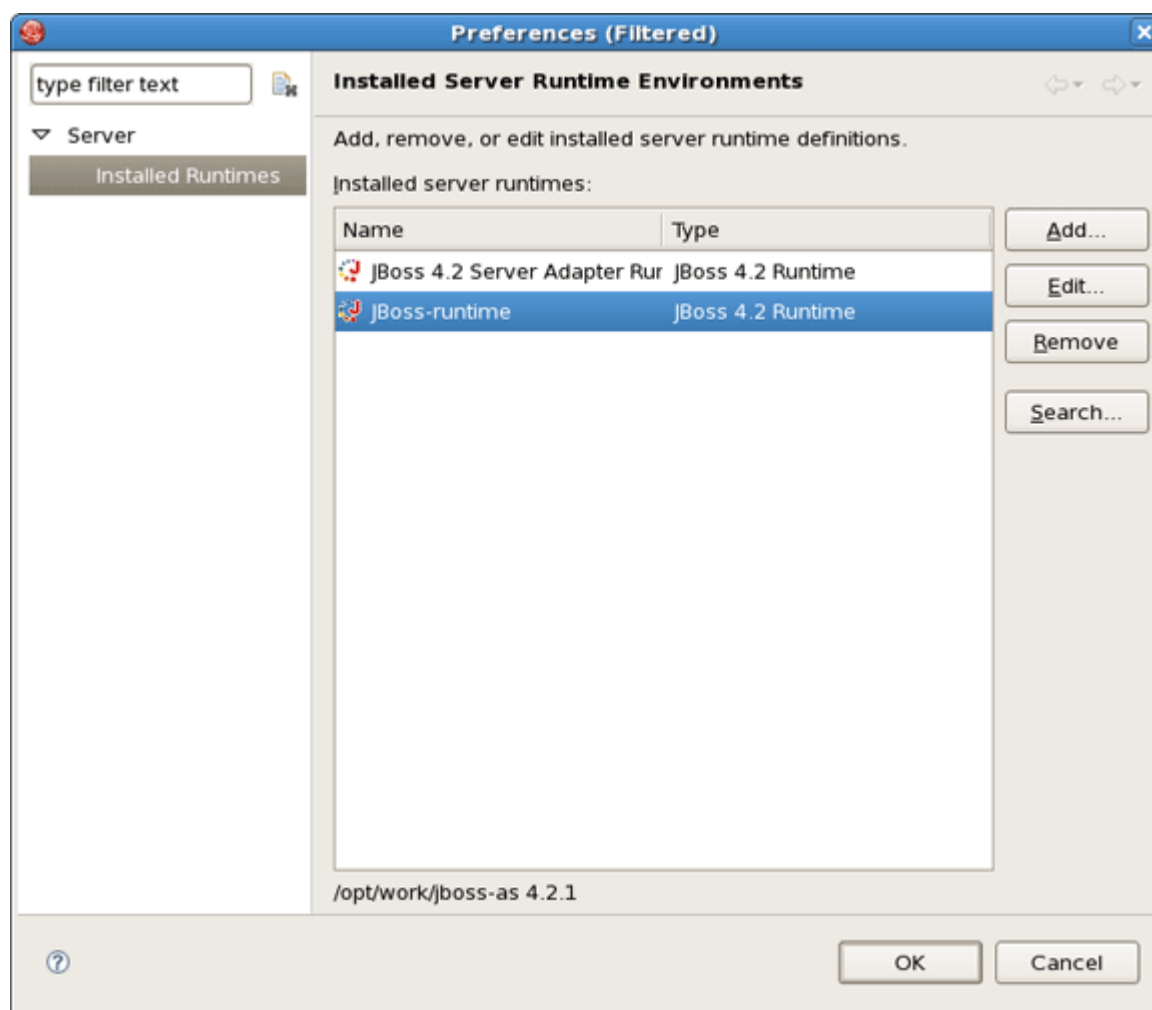 Preferences (Filtered)
type filter text
Server
Installed Runtimes
Installed Server Runtime Environments
Add, remove, or edit installed server runtime definitions.
Installed server runtimes:
Name Type
JBoss 4.2 Server Adapter Rur JBoss 4.2 Runtime
JBoss-runtime JBoss 4.2 Runtime
Add...
Edit...
Remove
Search...
/opt/work/jboss-as 4.2.1
OK Cancel